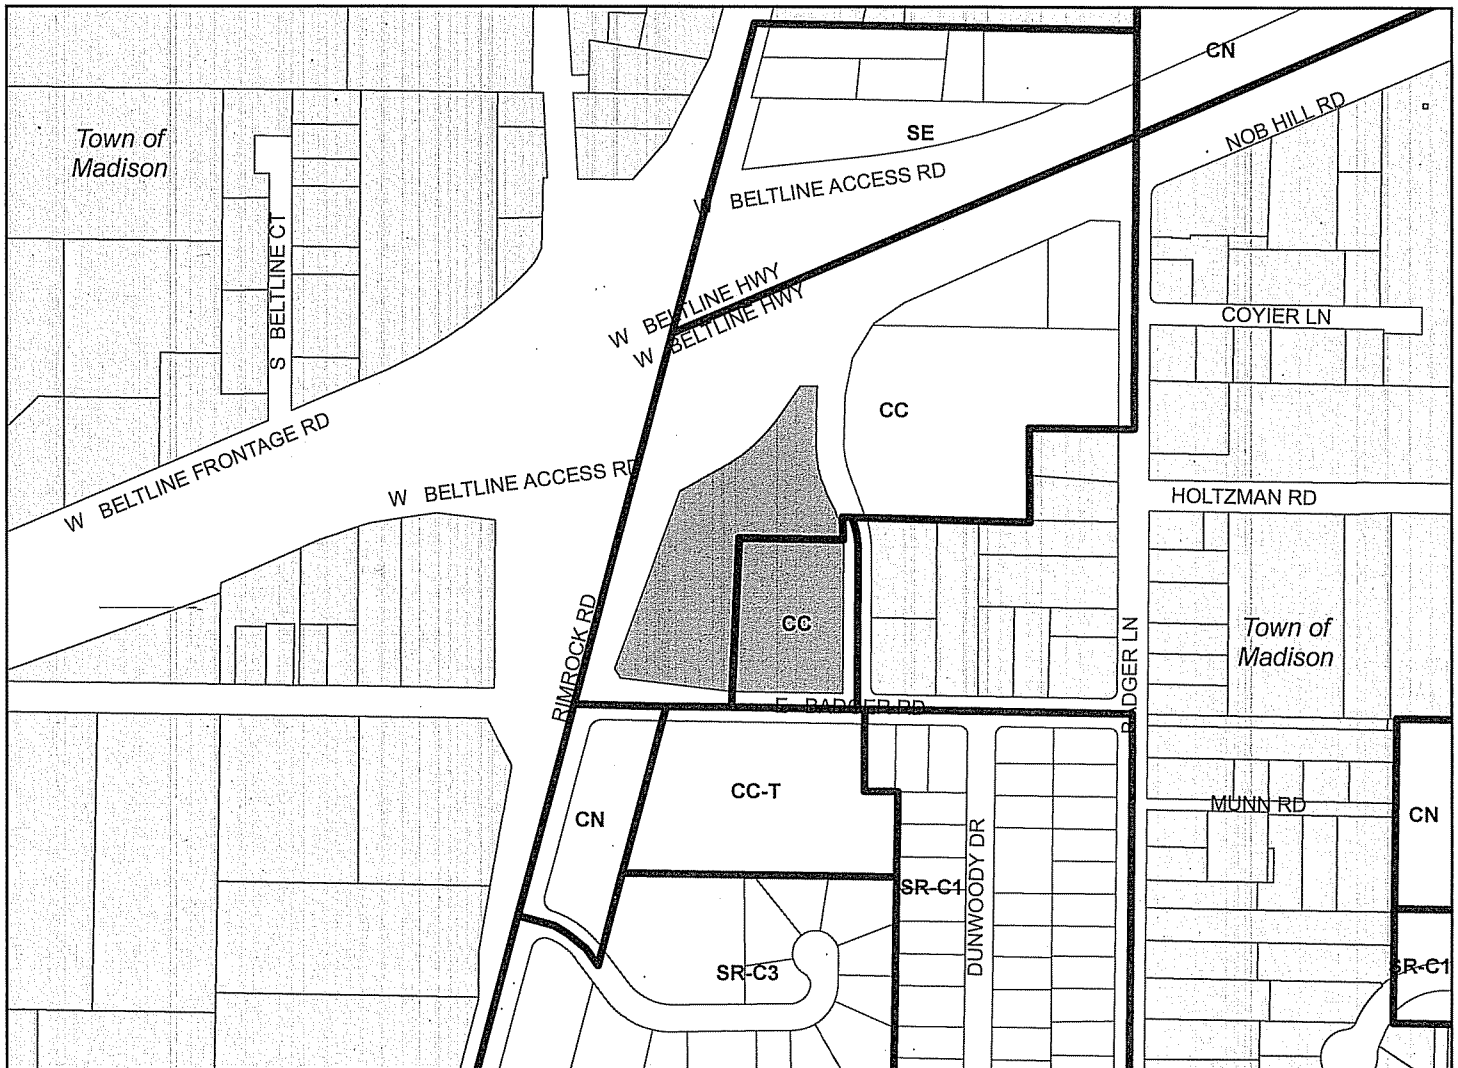 CN
NOB HILL RD
Town of
Madison
SE
W BELTLINE ACCESS RD
S BELTLINE CT
W BELTLINE HWY
W BELTLINE HWY
COYIER LN
CC
W BELTLINE FRONTAGE RD
W BELTLINE ACCESS RD
HOLTZMAN RD
RIMROCK RD
CC
BADGER LN
Town of
Madison
E BADGER RD
CC-T
CN
MUNN RD
CN
DUNWOODY DR
SR-C1
SR-C3
SR-C1